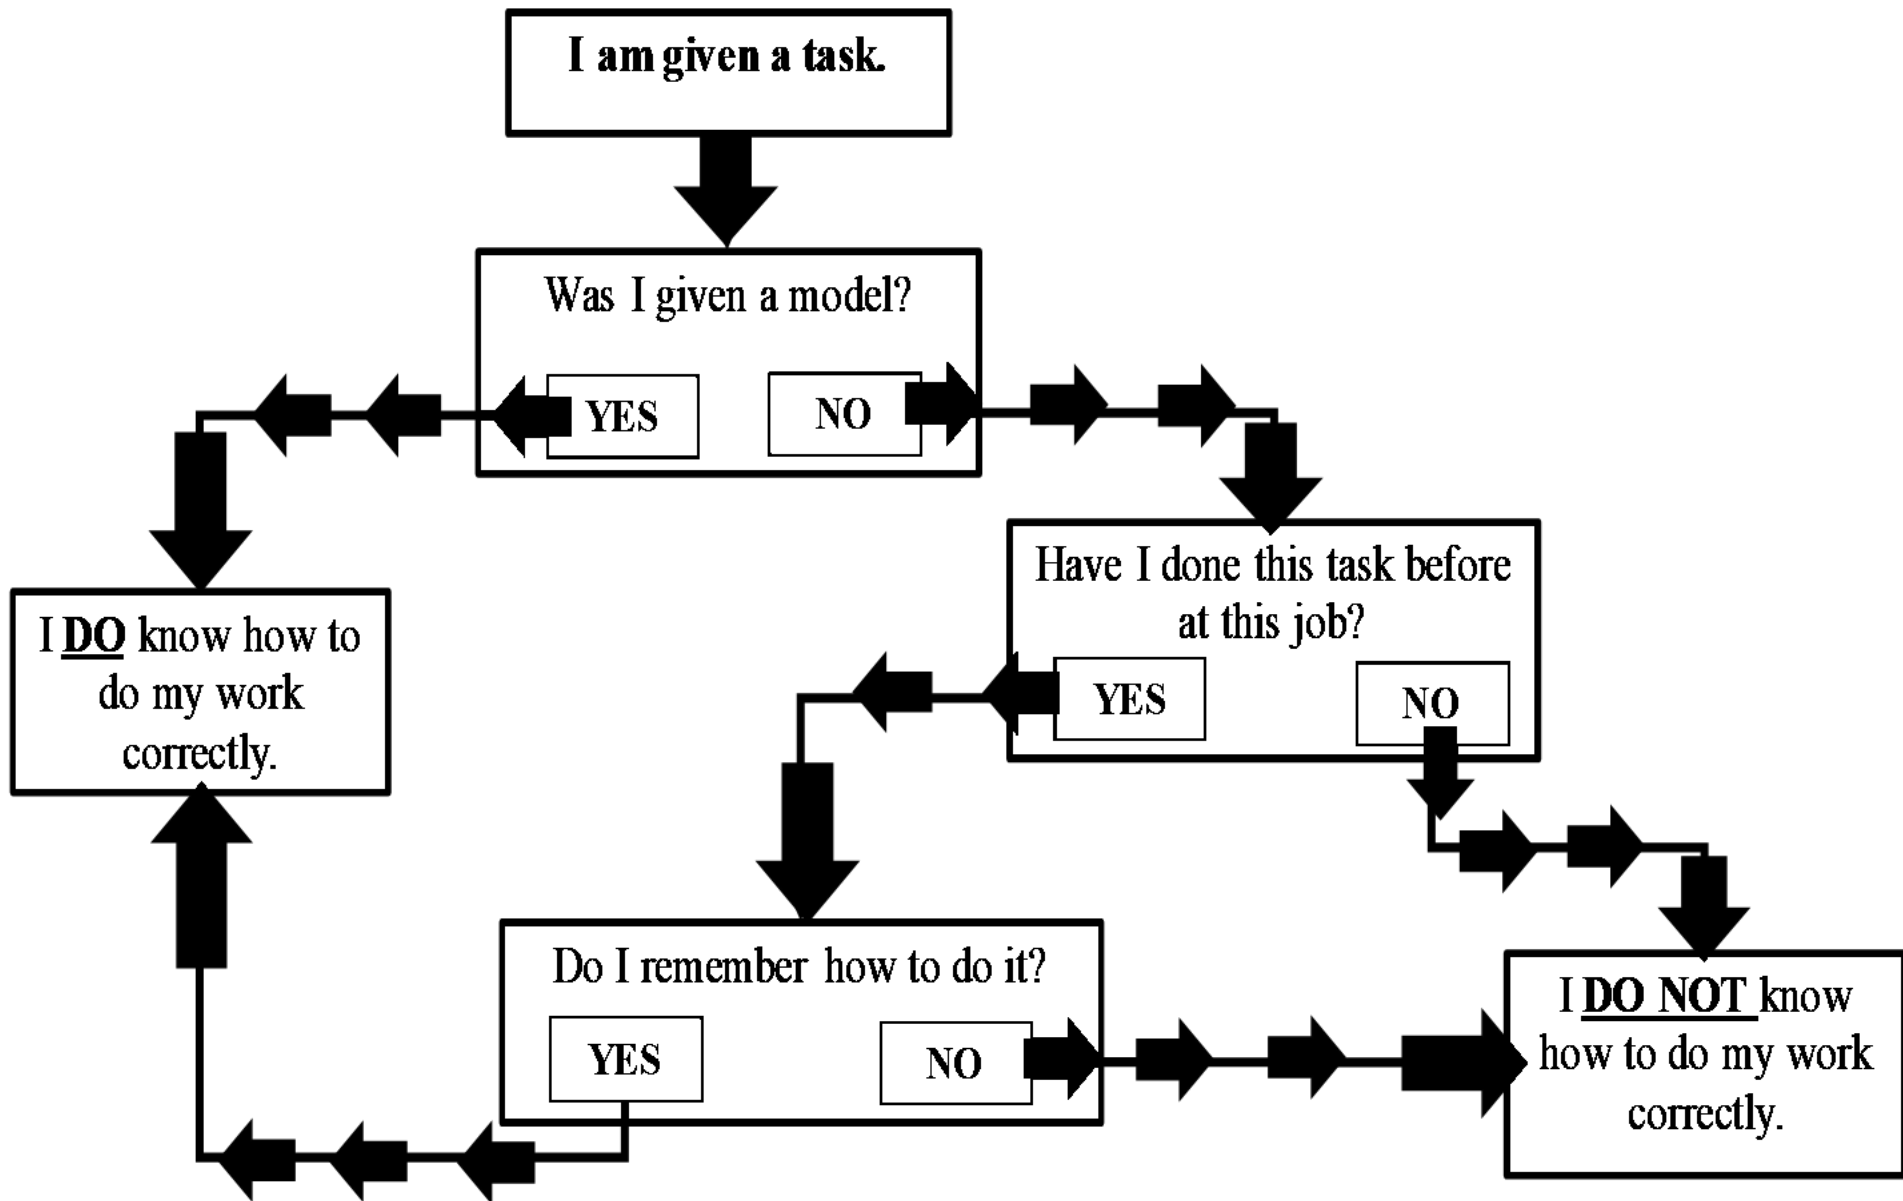 I am given a task.
Was I given a model?
YES
NO
Have I done this task before
at this job?
YES
NO
I DO know how to
do my work
correctly.
Do I remember how to do it?
YES
NO
I DO NOT know
how to do my work
correctly.